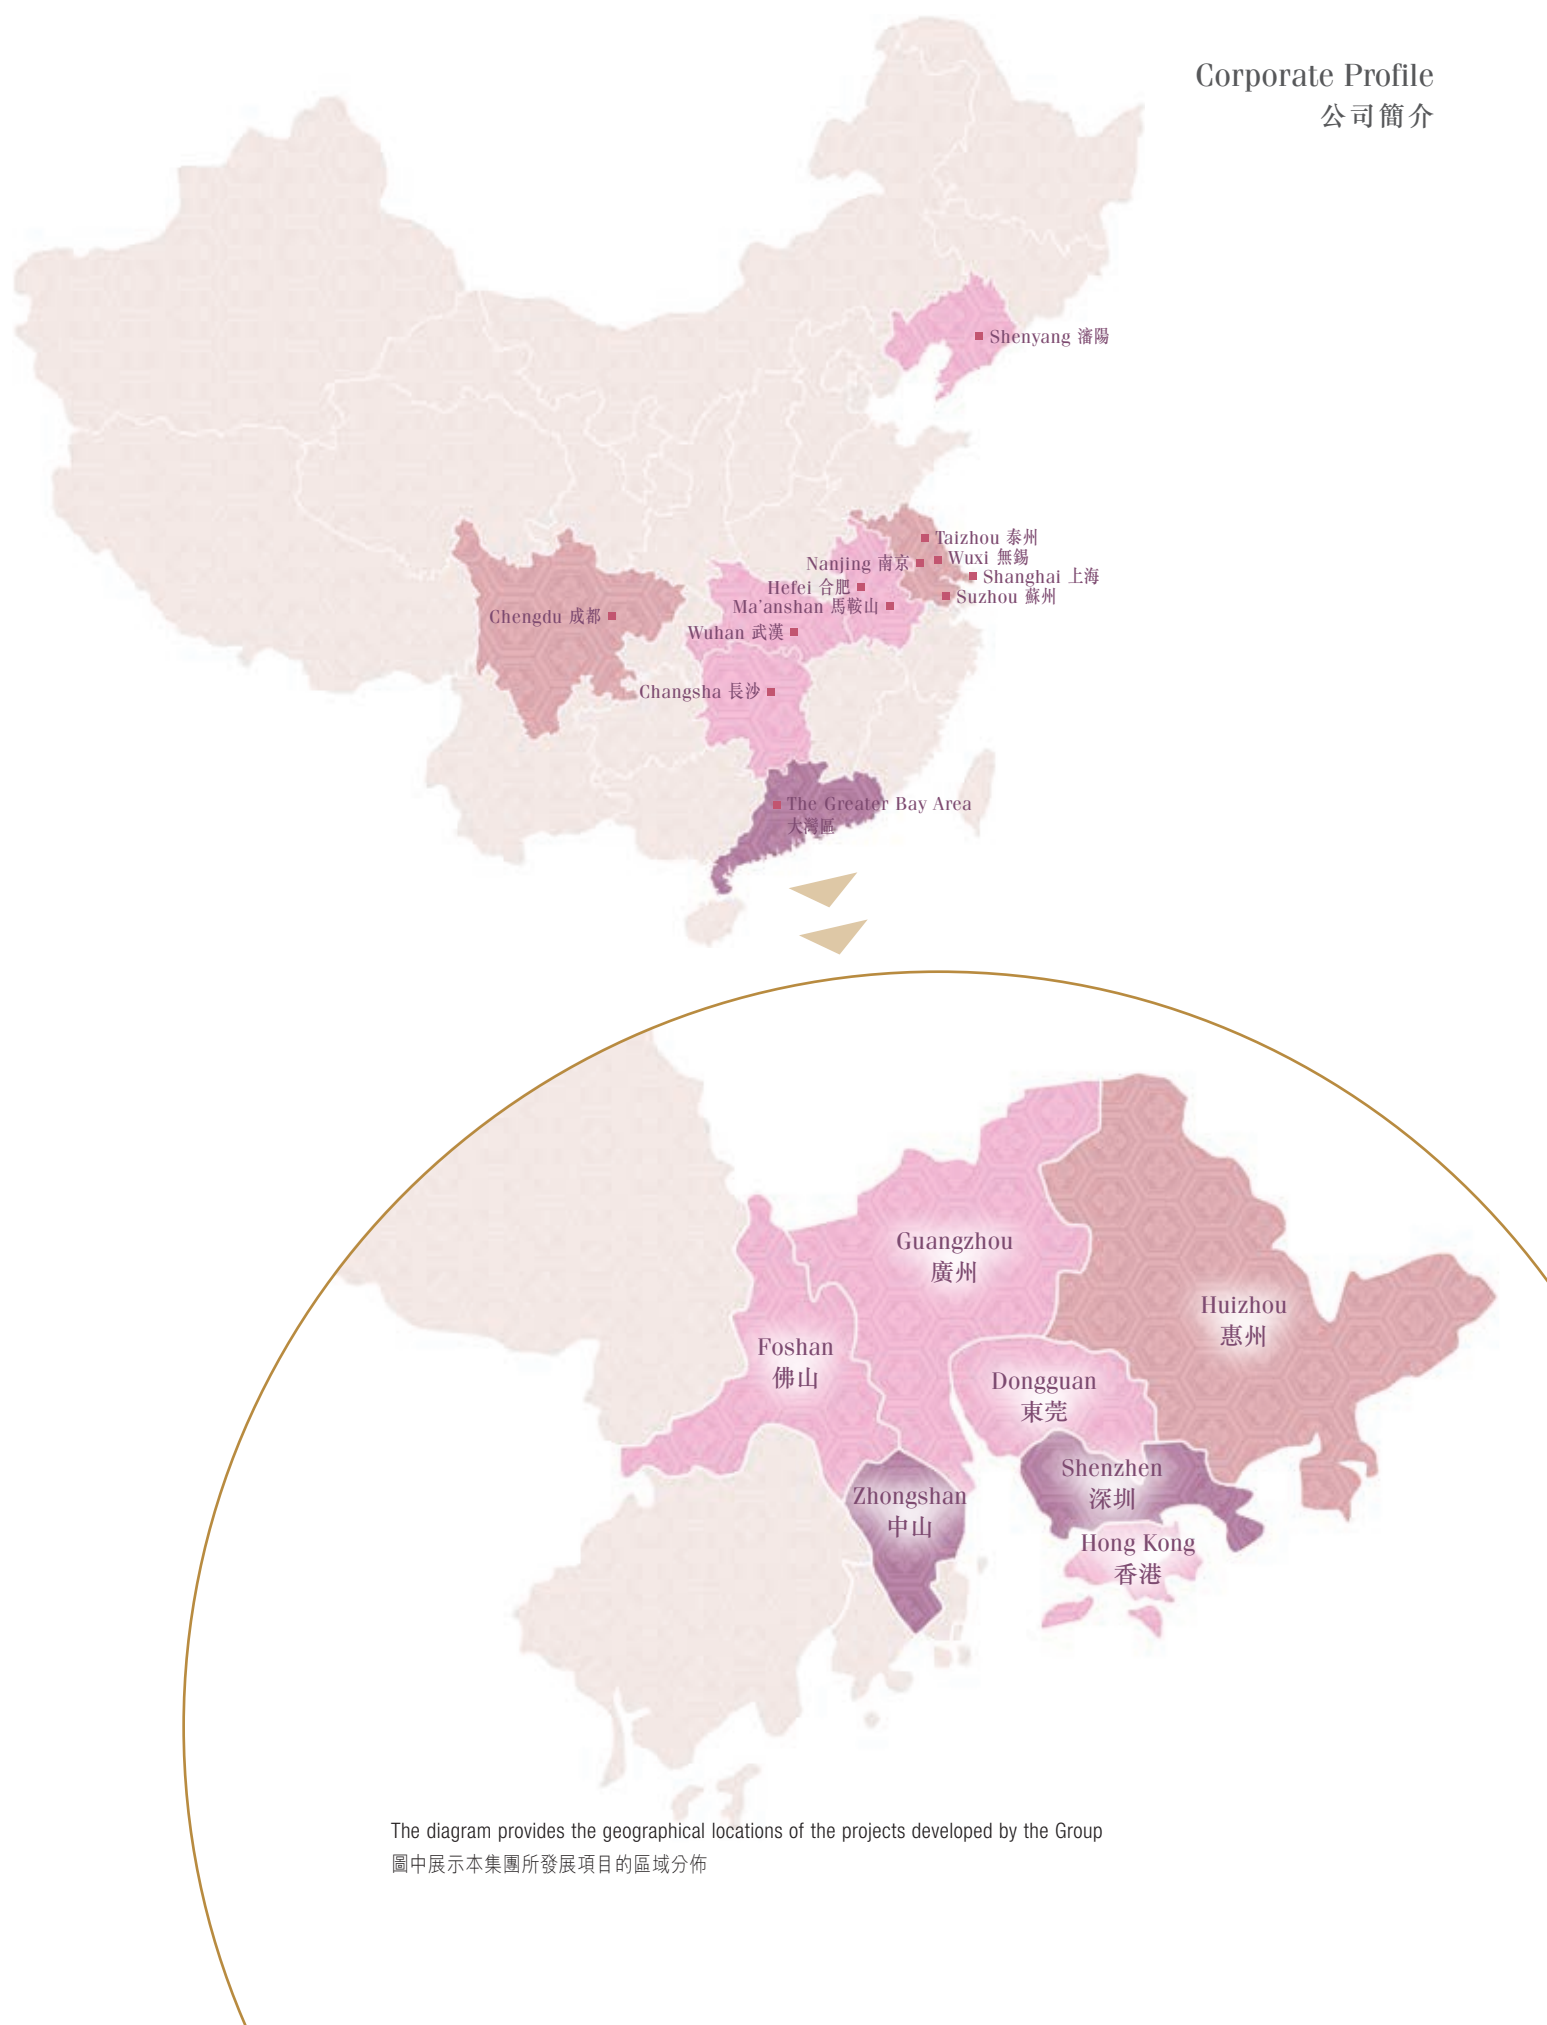 Corporate Profile
公司簡介
Shenyang 瀋陽
Taizhou 泰州
Wuxi 無錫
Nanjing 南京
Shanghai 上海
Hefei 合肥
Suzhou 蘇州
Ma'anshan 馬鞍山
Chengdu 成都
Wuhan 武漢
Changsha 長沙
The Greater Bay Area
大灣區
Guangzhou
廣州
Huizhou
惠州
Foshan
佛山
Dongguan
東莞
Shenzhen
深圳
Zhongshan
中山
Hong Kong
香港
The diagram provides the geographical locations of the projects developed by the Group
圖中展示本集團所發展項目的區域分佈